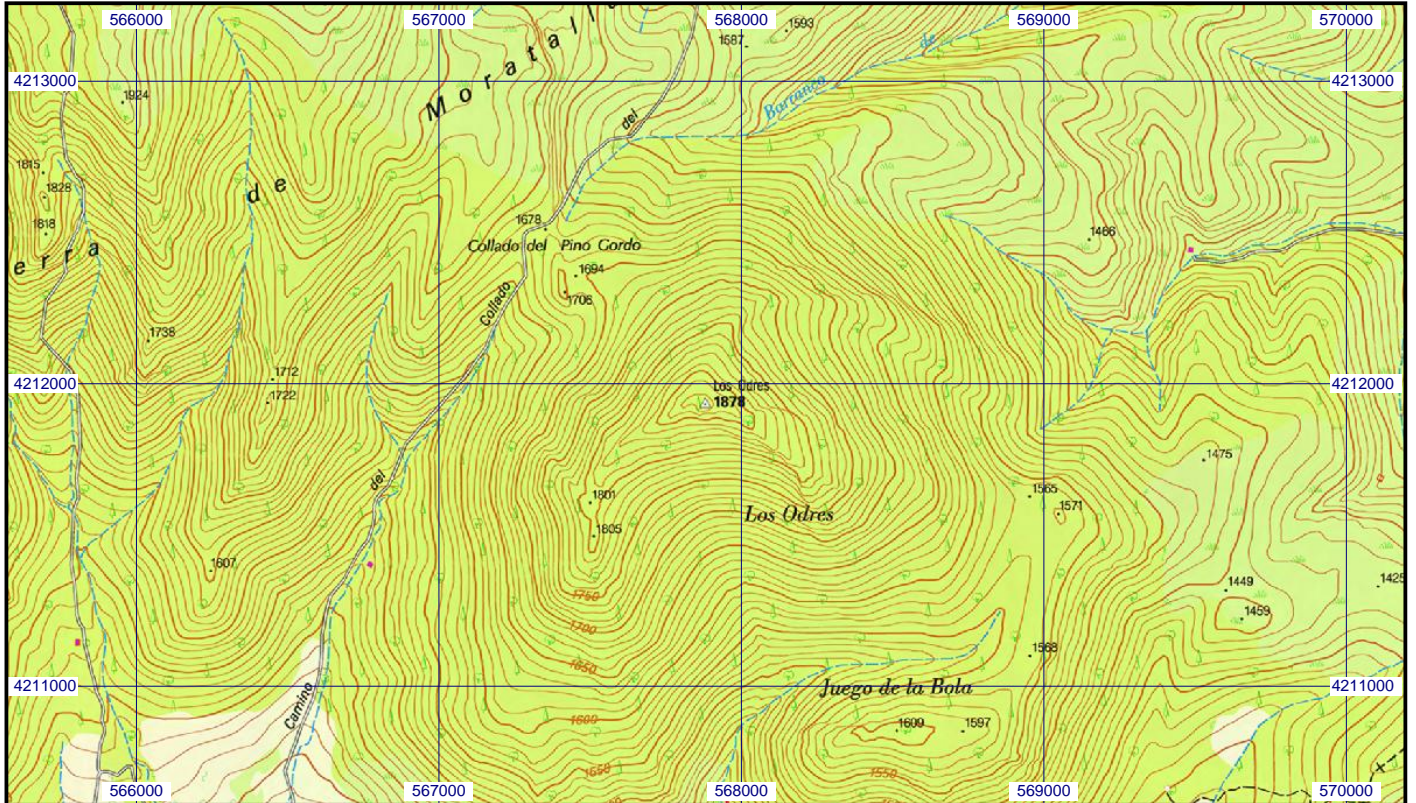 566000 567000 568000 569000 570000
1593
1587
Barranco de
4213000 4213000
1924
Moratall
del
1815
1828
de
1818
1678
1466
erra
Collado del Pino Gordo
1694
1706
Collado
1738
1712
4212000 Los Odres 4212000
1722 1878
1475
del
1801 1565
1571
Los Odres
1805
1607
1425
1449
1750
1459
1700
1568
1650
4211000 Juego de la Bola 4211000
Camino
1600 1609 1597
1550 1550
566000 567000 568000 569000 570000